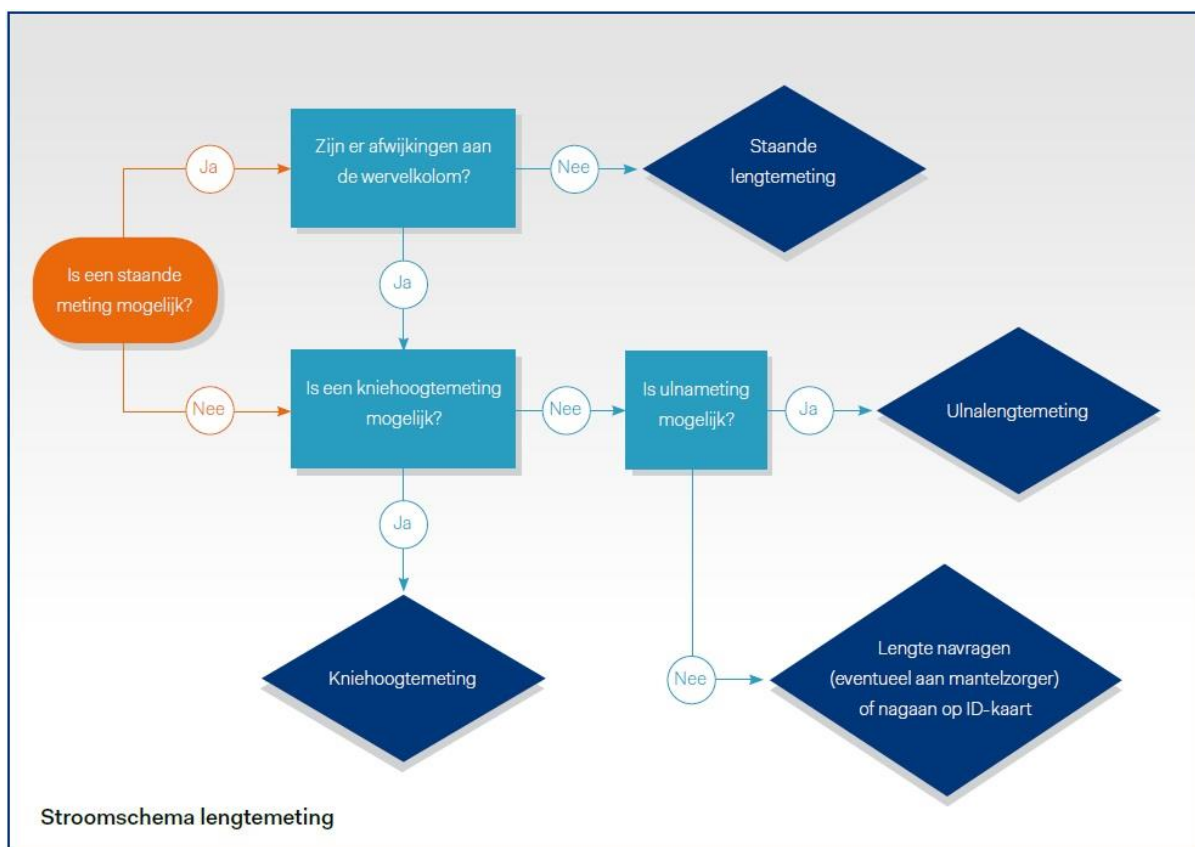 Zijn er afwijkingen aan
de wervelkolom?
Ja
Nee
Staande
lengtemeting
Is een staande
meting mogelijk?
Ja
Nee
Is een kniehoogtemeting
mogelijk?
Nee
Is ulnameting
mogelijk?
Ja
Ulnalengtemeting
Ja
Kniehoogtemeting
Nee
Lengte navragen
(eventueel aan mantelzorger)
of nagaan op ID-kaart
Stroomschema lengtemeting